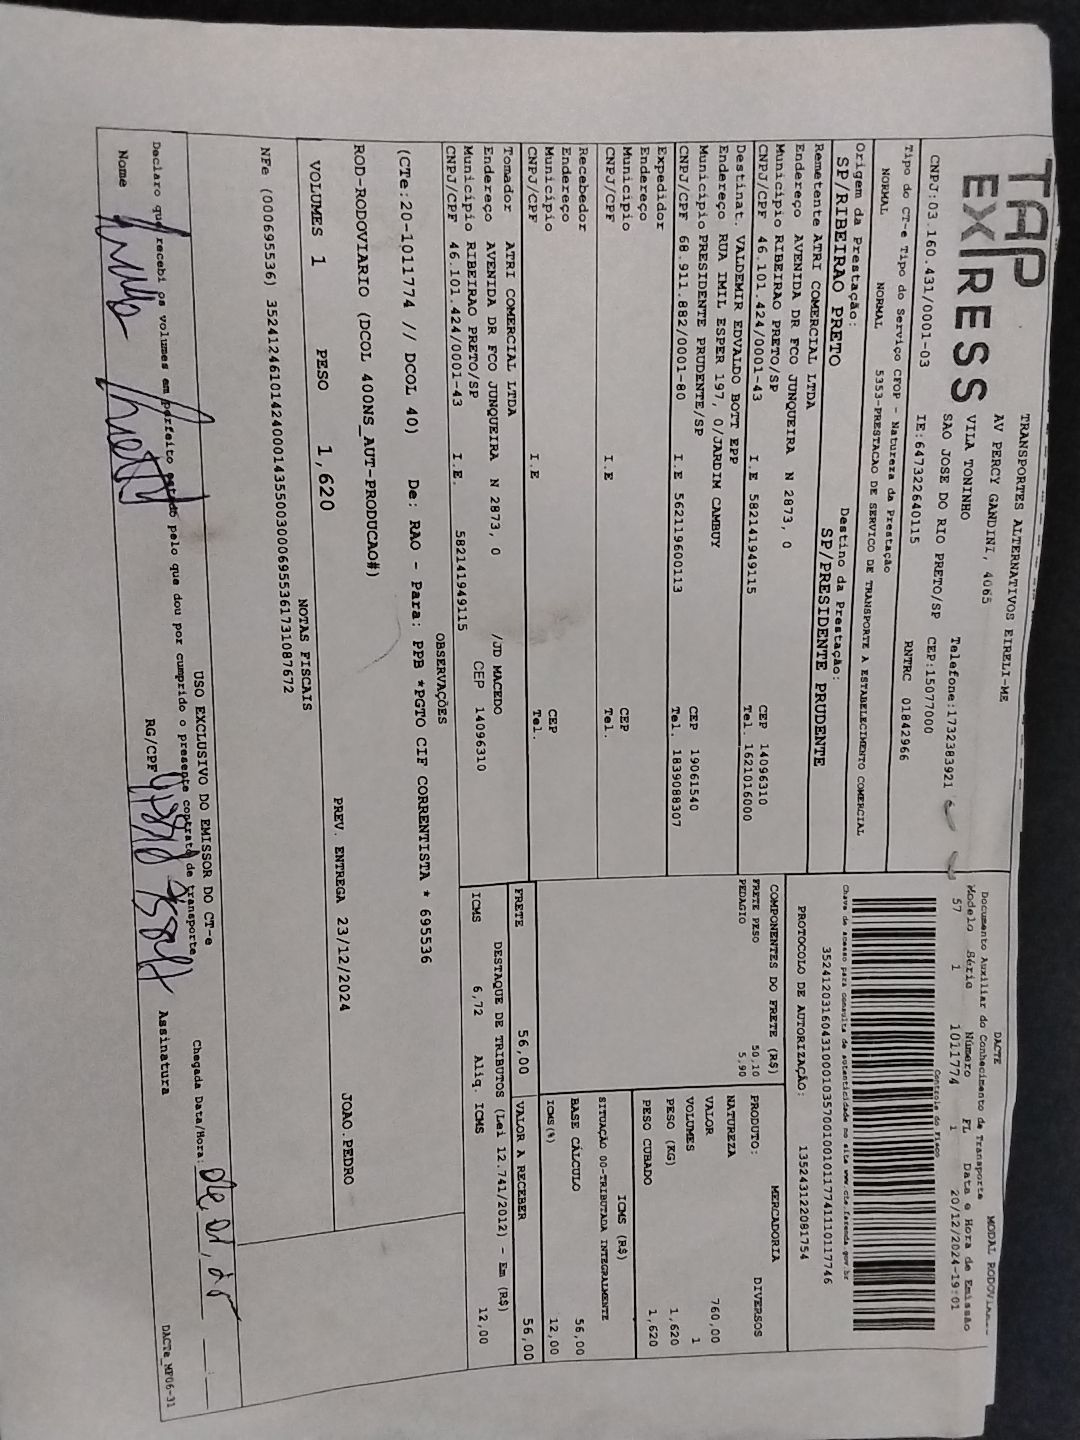 TAP
EXPRESS
TRANSPORTES ALTERNATIVOS EIRELI-ME
AV PERCY GANDINI, 4065
VILA TONINHO Telefone:1732383921
SAO JOSE DO RIO PRETO/SP CEP:15077000
CNPJ:03.160.431/0001-03 IE:647322640115 RNTRC 01842966
Tipo do CT-e Tipo do Serviço CFOP - Natureza da Prestação
NORMAL NORMAL 5353-PRESTACAO DE SERVICO DE TRANSPORTE A ESTABELECIMENTO COMERCIAL
Origem da Prestação: Destino da Prestação:
SP/RIBEIRAO PRETO SP/PRESIDENTE PRUDENTE
Remetente ATRI COMERCIAL LTDA
Endereço AVENIDA DR FCO JUNQUEIRA N 2873, 0
Município RIBEIRAO PRETO/SP CEP 14096310
CNPJ/CPF 46.101.424/0001-43 I.E 582141949115 Tel. 1621016000
Destinat. VALDEMIR EDVALDO BOTT EPP
Endereço RUA IMIL ESPER 197, 0/JARDIM CAMBUY
Município PRESIDENTE PRUDENTE/SP CEP 19061540
CNPJ/CPF 68.911.882/0001-80 I.E 562119600113 Tel. 1839088307
Expedidor
Endereço
Município CEP
CNPJ/CPF I.E Tel.
Recebedor
Endereço
Município CEP
CNPJ/CPF I.E Tel.
Tomador ATRI COMERCIAL LTDA
Endereço AVENIDA DR FCO JUNQUEIRA N 2873, 0 /JD MACEDO
Município RIBEIRAO PRETO/SP CEP 14096310
CNPJ/CPF 46.101.424/0001-43 I.E. 582141949115
DACTE MODAL
Documento Auxiliar do Conhecimento de Transporte
Modelo Série Número FL Data e Hora de Emissão
57 1 1011774 1 20/12/2024-19:01
Controle do Fisco
Chave de acesso para consulta de autenticidade no site www.cte.fazenda.gov.br
35241203160431000103570010010117741110117746
PROTOCOLO DE AUTORIZAÇÃO: 135243122081754
COMPONENTES DO FRETE (R$)
FRETE PESO 50,10
PEDAGIO 5,90
MERCADORIA
PRODUTO: DIVERSOS
NATUREZA
VALOR 760,00
VOLUMES 1
PESO (KG) 1,620
PESO CUBADO 1,620
ICMS (R$)
SITUAÇÃO 00-TRIBUTADA INTEGRALMENTE
BASE CÁLCULO 56,00
ICMS(%) 12,00
FRETE 56,00 VALOR A RECEBER 56,00
DESTAQUE DE TRIBUTOS (Lei 12.741/2012) - Em (R$)
ICMS 6,72 Aliq. ICMS 12,00
OBSERVAÇÕES
(CTe:20-1011774 // DCOL 40) De: RAO - Para: PPB *PGTO CIF CORRENTISTA * 695536
ROD-RODOVIARIO (DCOL 400NS_AUT-PRODUCAO#)
VOLUMES 1 PESO 1,620 PREV. ENTREGA 23/12/2024 JOAO.PEDRO
NOTAS FISCAIS
NFe (000695536) 35241246101424000143550030006955361731087672
USO EXCLUSIVO DO EMISSOR DO CT-e
Declaro que recebi os volumes em perfeito estado pelo que dou por cumprido o presente contrato de transporte
Chegada Data/Hora:
Nome RG/CPF Assinatura
DACTe_NF06-31